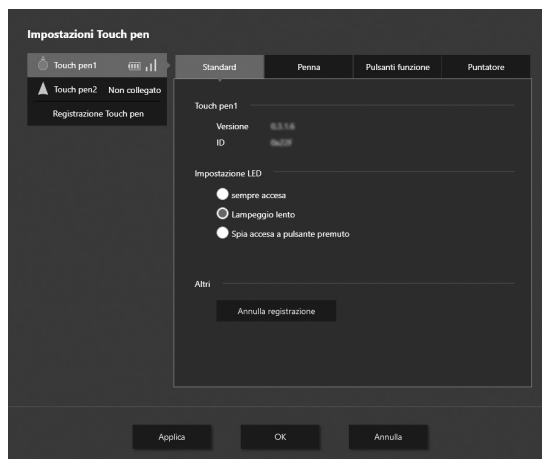 Impostazioni Touch pen
Touch pen1
Touch pen2 Non collegato
Registrazione Touch pen
Standard Penna Pulsanti funzione Puntatore
Touch pen1
Versione
ID
Impostazione LED
sempre accesa
Lampeggio lento
Spia accesa a pulsante premuto
Altri
Annulla registrazione
Applica OK Annulla